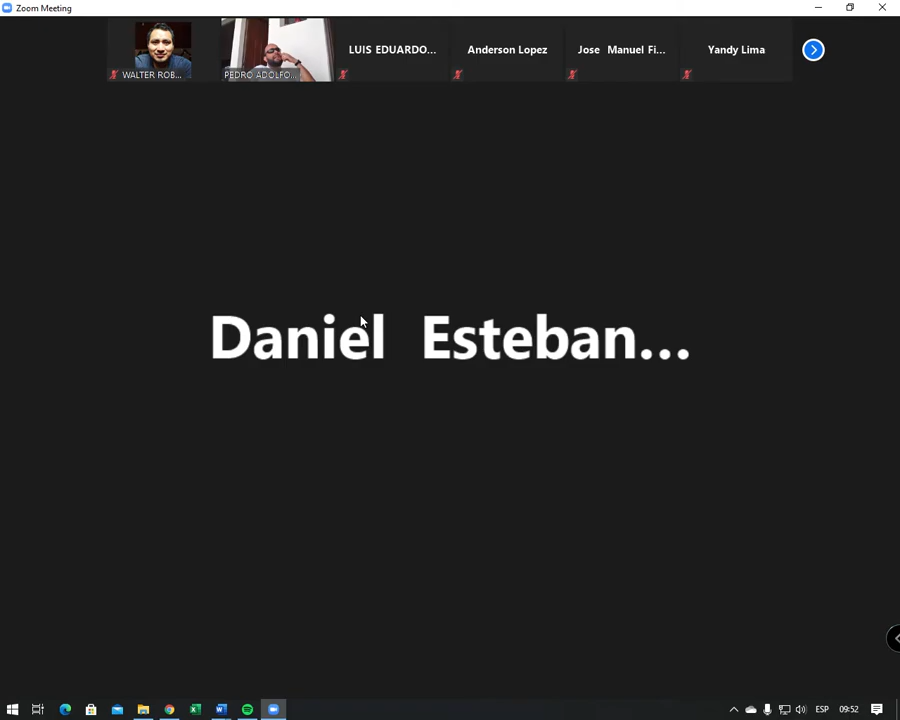 Zoom Meeting
WALTER ROB...
PEDRO ADOLFO...
LUIS EDUARDO...
Anderson Lopez
Jose Manuel Fi...
Yandy Lima
Daniel Esteban...
ESP
09:52